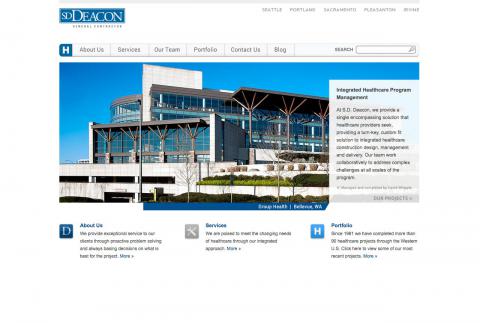 SDDEACON
GENERAL CONTRACTOR
SEATTLE PORTLAND SACRAMENTO PLEASANTON IRVINE
H About Us Services Our Team Portfolio Contact Us Blog SEARCH
Integrated Healthcare Program
Management
At S.D. Deacon, we provide a
single encompassing solution that
healthcare providers seek,
providing a turn-key, custom fit
solution to integrated healthcare
construction design, management
and delivery. Our team work
collaboratively to address complex
challenges at all scales of the
program.
Managed and completed by
OUR PROJECTS »
Group Health | Bellevue, WA
D About Us
We provide exceptional service to our
clients through proactive problem solving
and always basing decisions on what is
best for the project. More »
Services
We are poised to meet the changing needs
of healthcare through our integrated
approach. More »
H Portfolio
Since 1981 we have completed more than
90 healthcare projects through the Western
U.S. Click here to view some of our most
recent projects. More »